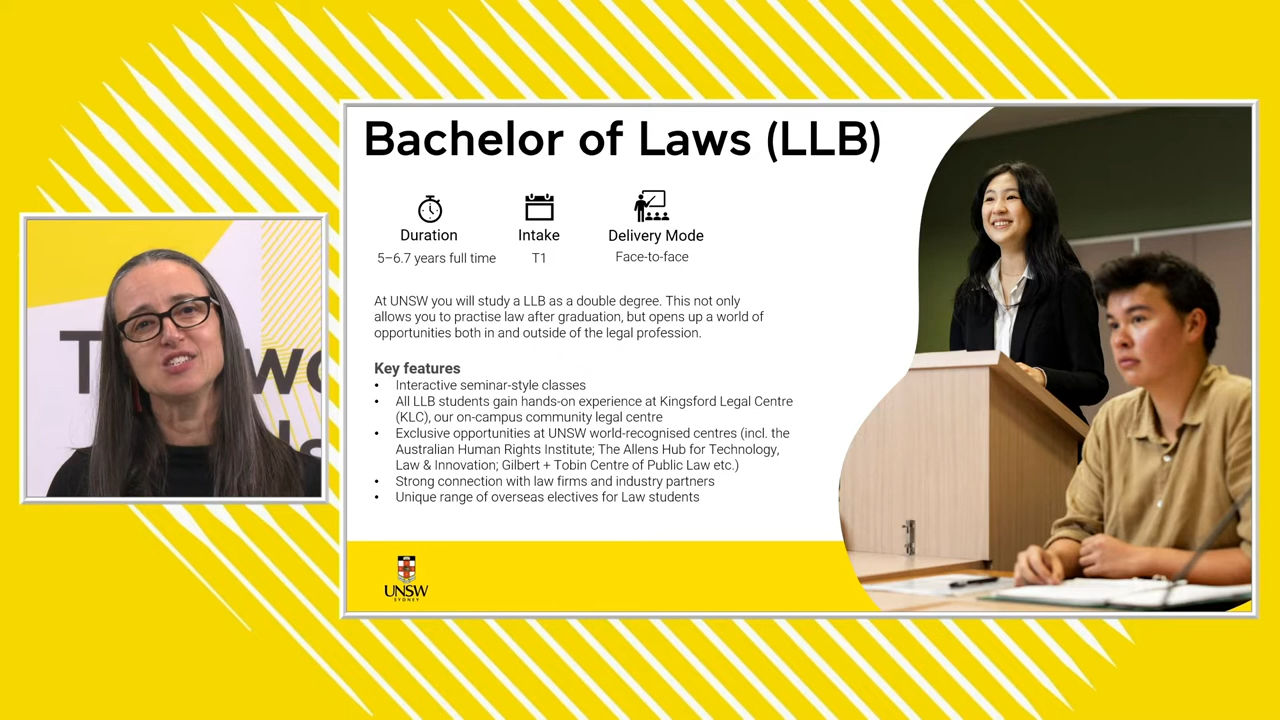 Bachelor of Laws (LLB)
Duration
Intake
Delivery Mode
5–6.7 years full time
T1
Face-to-face
At UNSW you will study a LLB as a double degree. This not only
allows you to practise law after graduation, but opens up a world of
opportunities both in and outside of the legal profession.
Key features
• Interactive seminar-style classes
• All LLB students gain hands-on experience at Kingsford Legal Centre
(KLC), our on-campus community legal centre
• Exclusive opportunities at UNSW world-recognised centres (incl. the
Australian Human Rights Institute; The Allens Hub for Technology,
Law & Innovation; Gilbert + Tobin Centre of Public Law etc.)
• Strong connection with law firms and industry partners
• Unique range of overseas electives for Law students
UNSW
SYDNEY